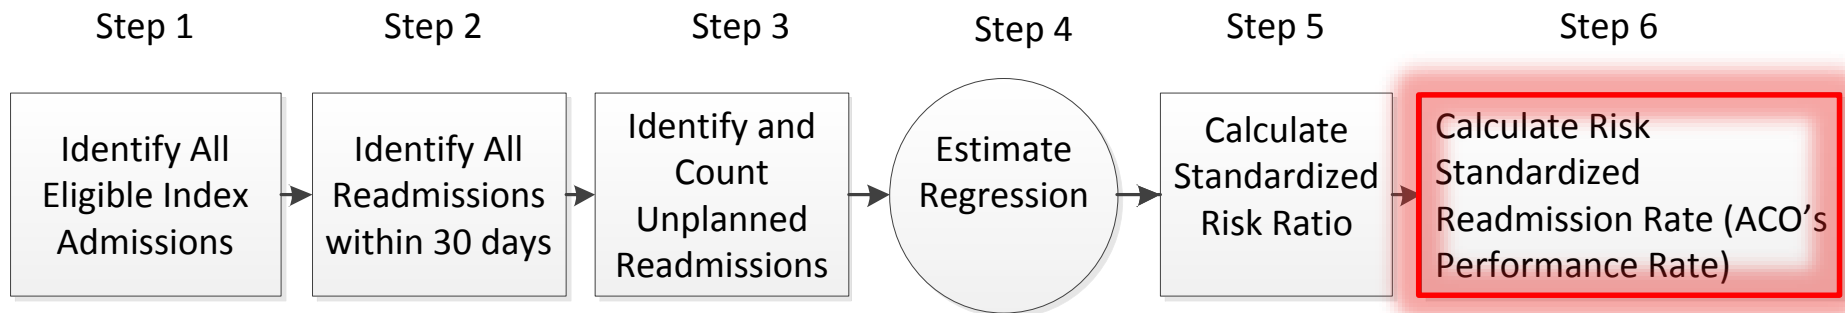 Step 1
Step 2
Step 3
Step 4
Step 5
Step 6
Identify All
Eligible Index
Admissions
Identify All
Readmissions
within 30 days
Identify and
Count
Unplanned
Readmissions
Estimate
Regression
Calculate
Standardized
Risk Ratio
Calculate Risk
Standardized
Readmission Rate (ACO’s
Performance Rate)